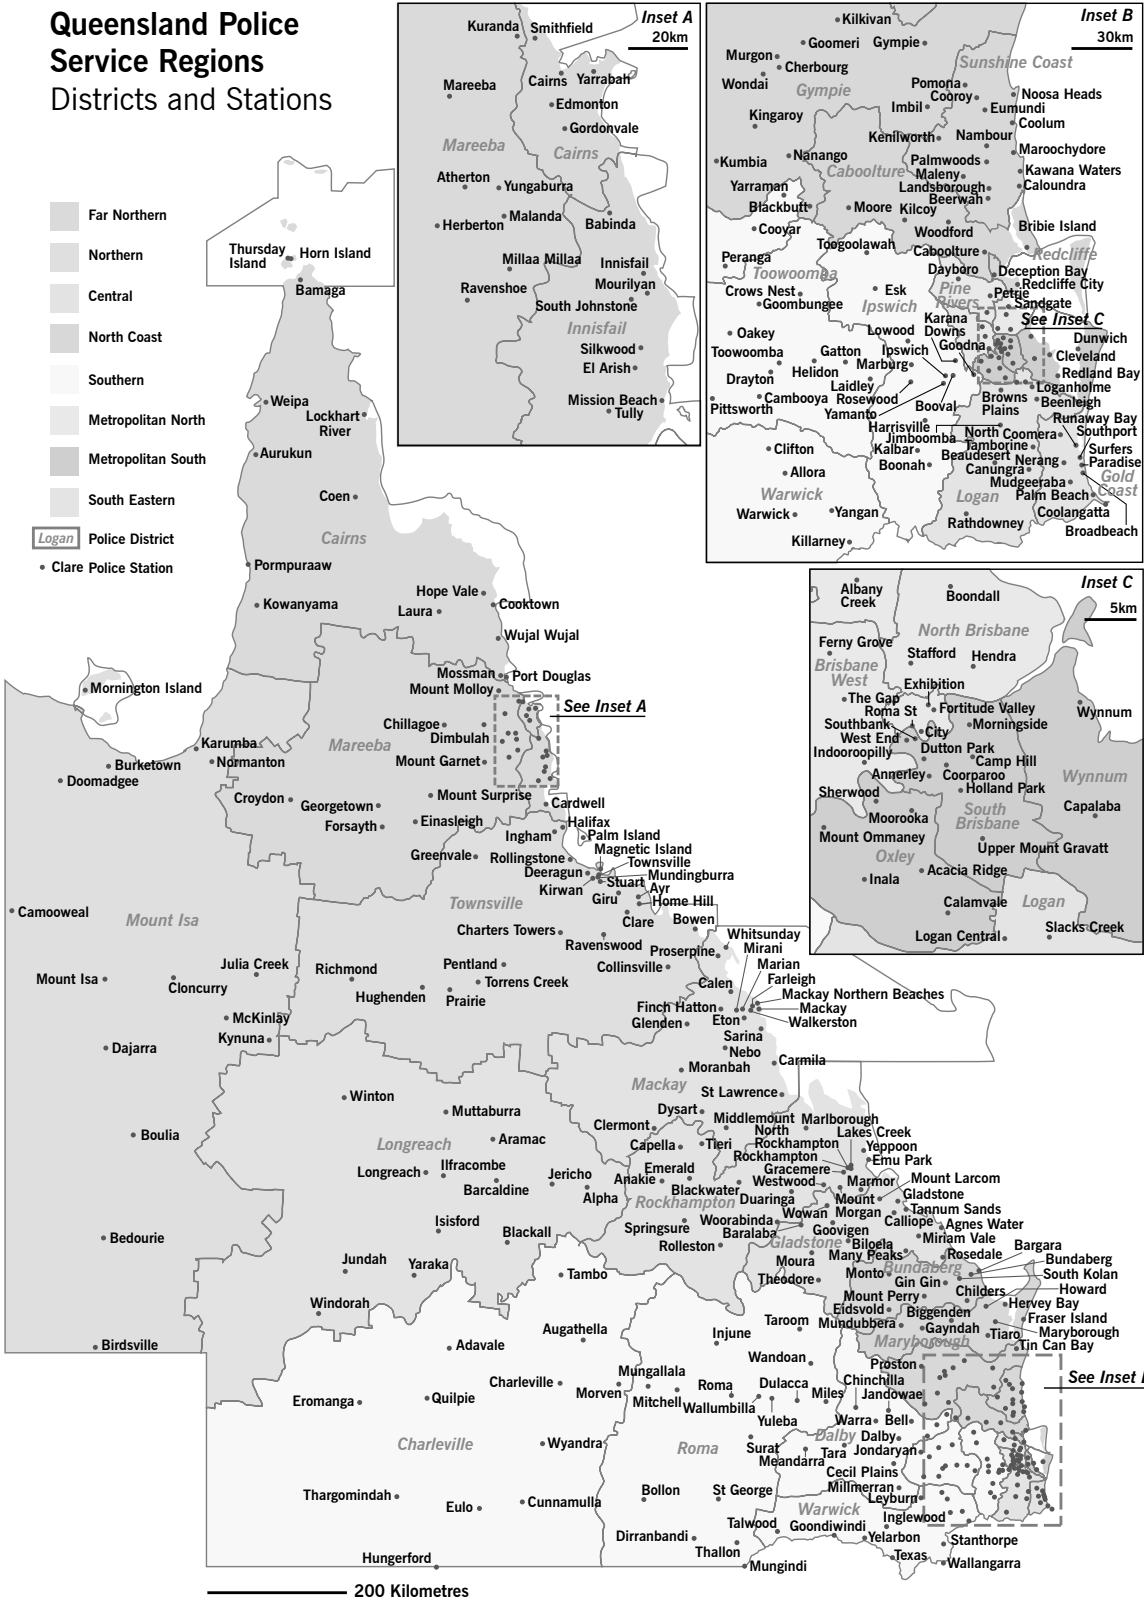 Queensland Police
Service Regions
Districts and Stations
Far Northern
Northern
Central
North Coast
Southern
Metropolitan North
Metropolitan South
South Eastern
Logan Police District
Clare Police Station
Thursday
Island
Horn Island
Bamaga
Weipa
Lockhart
River
Aurukun
Coen
Cairns
Pormpuraaw
Kowanyama
Hope Vale
Laura
Cooktown
Wujal Wujal
Mossman
Port Douglas
Mount Molloy
See Inset A
Mornington Island
Chillagoe
Mareeba
Dimbulah
Karumba
Normanton
Burketown
Doomadgee
Mount Garnet
Croydon
Georgetown
Mount Surprise
Forsayth
Einasleigh
Cardwell
Halifax
Ingham
Palm Island
Magnetic Island
Greenvale
Rollingstone
Townsville
Deeragun
Mundingburra
Kirwan
Stuart
Ayr
Giru
Home Hill
Camooweal
Mount Isa
Townsville
Clare
Bowen
Charters Towers
Ravenswood
Whitsunday
Proserpine
Mirani
Marian
Collinsville
Farleigh
Mount Isa
Julia Creek
Cloncurry
Richmond
Pentland
Torrens Creek
Hughenden
Prairie
Calen
Mackay Northern Beaches
Finch Hatton
Mackay
Glenden
Eton
Walkerston
McKinlay
Kynuna
Sarina
Dajarra
Nebo
Carmila
Moranbah
Mackay
St Lawrence
Winton
Muttaburra
Dysart
Middlemount
Marlborough
Clermont
North
Rockhampton
Lakes Creek
Boulia
Longreach
Aramac
Capella
Tieri
Rockhampton
Yeppoon
Emu Park
Gracemere
Longreach
Ilfracombe
Barcaldine
Jericho
Alpha
Emerald
Anakie
Blackwater
Westwood
Marmor
Mount Larcom
Rockhampton
Duaringa
Mount
Morgan
Gladstone
Tannum Sands
Wowan
Calliope
Agnes Water
Isisford
Blackall
Springsure
Woorabinda
Baralaba
Goovigen
Miriam Vale
Bedourie
Rolleston
Gladstone
Biloela
Many Peaks
Rosedale
Bargara
Bundaberg
Jundah
Yaraka
Tambo
Moura
Theodore
Bundaberg
Monto
Gin Gin
South Kolan
Childers
Howard
Windorah
Mount Perry
Eidsvold
Biggenden
Hervey Bay
Fraser Island
Mundubbera
Gayndah
Maryborough
Tiaro
Maryborough
Tin Can Bay
Birdsville
Adavale
Augathella
Injune
Taroom
Wandoan
Proston
See Inset
Charleville
Morven
Mungallala
Mitchell
Roma
Wallumbilla
Dulacca
Yuleba
Miles
Chinchilla
Jandowae
Eromanga
Quilpie
Warra
Bell
Charleville
Wyandra
Roma
Surat
Meandarra
Dalby
Dalby
Tara
Jondaryan
Cecil Plains
Millmerran
Leyburn
Thargomindah
Eulo
Cunnamulla
Bollon
St George
Warwick
Talwood
Goondiwindi
Inglewood
Dirranbandi
Thallon
Yelarbon
Stanthorpe
Texas
Hungerford
Mungindi
Wallangarra
200 Kilometres
Inset A
20km
Kuranda
Smithfield
Mareeba
Cairns
Yarrabah
Edmonton
Gordonvale
Mareeba
Cairns
Atherton
Yungaburra
Herberton
Malanda
Babinda
Millaa Millaa
Innisfail
Mourilyan
Ravenshoe
South Johnstone
Innisfail
Silkwood
El Arish
Mission Beach
Tully
Inset B
30km
Kilkivan
Goomeri
Gympie
Murgon
Cherbourg
Sunshine Coast
Wondai
Gympie
Pomona
Cooroy
Noosa Heads
Imbil
Eumundi
Kingaroy
Coolum
Kenilworth
Nambour
Maroochydore
Kumbia
Nanango
Palmwoods
Caboolture
Maleny
Kawana Waters
Yarraman
Landsborough
Caloundra
Beerwah
Blackbutt
Moore
Kilcoy
Cooyar
Woodford
Bribie Island
Toogoolawah
Caboolture
Redcliffe
Peranga
Toowoomba
Dayboro
Deception Bay
Redcliffe City
Crows Nest
Esk
Pine
Rivers
Petrie
Goombungee
Ipswich
Sandgate
Karana
Downs
See Inset C
Oakey
Lowood
Goodna
Dunwich
Toowoomba
Gatton
Ipswich
Cleveland
Helidon
Marburg
Redland Bay
Drayton
Laidley
Loganholme
Cambooya
Rosewood
Browns
Plains
Beenleigh
Pittsworth
Yamanto
Booval
Runaway Bay
Harrisville
North
Tamborine
Coomera
Southport
Jimboomba
Clifton
Kalbar
Beaudesert
Surfers
Paradise
Boonah
Canungra
Nerang
Allora
Mudgeeraba
Gold
Coast
Warwick
Logan
Palm Beach
Warwick
Yangan
Rathdowney
Coolangatta
Broadbeach
Killarney
Inset C
5km
Albany
Creek
Boondall
North Brisbane
Ferny Grove
Stafford
Hendra
Brisbane
West
Exhibition
The Gap
Roma St
Fortitude Valley
Wynnum
Southbank
City
Morningside
West End
Indooroopilly
Dutton Park
Camp Hill
Annerley
Coorparoo
Wynnum
Sherwood
Holland Park
Moorooka
South
Brisbane
Capalaba
Mount Ommaney
Upper Mount Gravatt
Oxley
Acacia Ridge
Inala
Calamvale
Logan
Logan Central
Slacks Creek